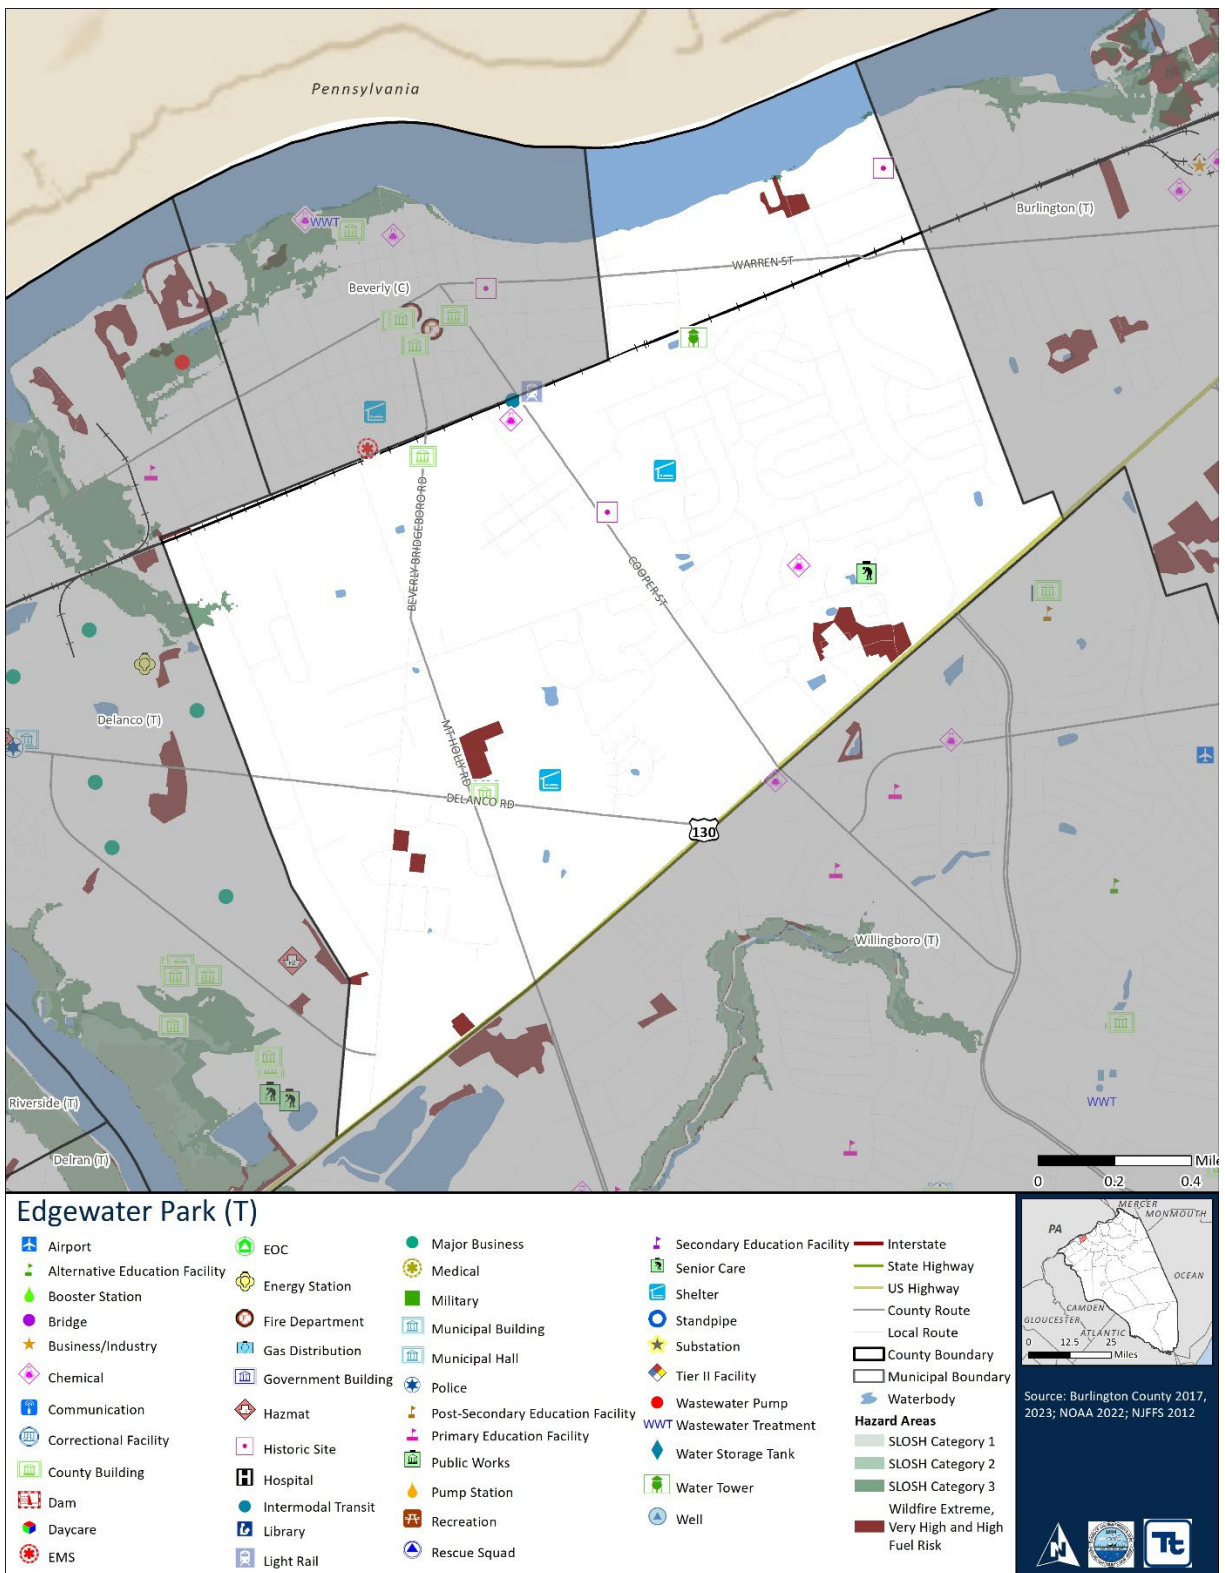 Pennsylvania
Burlington (T)
WWT
WARREN ST
Beverly (C)
BEVERLY BRIDGEBORO RD
COOPER ST
Delanco (T)
MT HOLLY RD
DELANCO RD
130
Willingboro (T)
WWT
Riverside (T)
Delran (T)
0 0.2 0.4
Edgewater Park (T)
Airport
Alternative Education Facility
Booster Station
Bridge
Business/Industry
Chemical
Communication
Correctional Facility
County Building
Dam
Daycare
EMS
EOC
Energy Station
Fire Department
Gas Distribution
Government Building
Hazmat
Historic Site
Hospital
Intermodal Transit
Library
Light Rail
Major Business
Medical
Military
Municipal Building
Municipal Hall
Police
Post-Secondary Education Facility
Primary Education Facility
Public Works
Pump Station
Recreation
Rescue Squad
Secondary Education Facility
Senior Care
Shelter
Standpipe
Substation
Tier II Facility
Wastewater Pump
WWT Wastewater Treatment
Water Storage Tank
Water Tower
Well
Interstate
State Highway
US Highway
County Route
Local Route
County Boundary
Municipal Boundary
Waterbody
Hazard Areas
SLOSH Category 1
SLOSH Category 2
SLOSH Category 3
Wildfire Extreme,
Very High and High
Fuel Risk
MERCER
PA MONMOUTH
OCEAN
CAMDEN
GLOUCESTER
ATLANTIC
0 12.5 25
Miles
Source: Burlington County 2017,
2023; NOAA 2022; NJFFS 2012
N
Tt